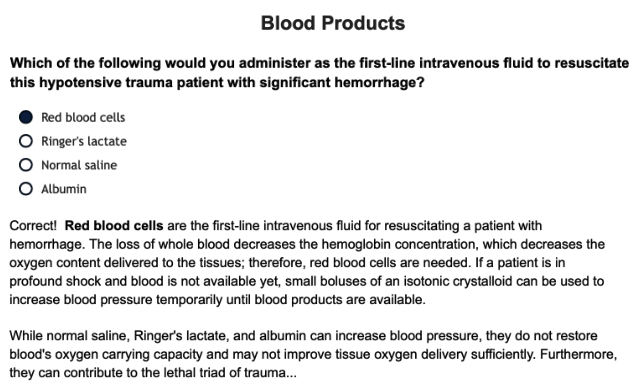 Blood Products
Which of the following would you administer as the first-line intravenous fluid to resuscitate
this hypotensive trauma patient with significant hemorrhage?
Red blood cells
Ringer's lactate
Normal saline
Albumin
Correct! Red blood cells are the first-line intravenous fluid for resuscitating a patient with
hemorrhage. The loss of whole blood decreases the hemoglobin concentration, which decreases the
oxygen content delivered to the tissues; therefore, red blood cells are needed. If a patient is in
profound shock and blood is not available yet, small boluses of an isotonic crystalloid can be used to
increase blood pressure temporarily until blood products are available.
While normal saline, Ringer's lactate, and albumin can increase blood pressure, they do not restore
blood's oxygen carrying capacity and may not improve tissue oxygen delivery sufficiently. Furthermore,
they can contribute to the lethal triad of trauma...